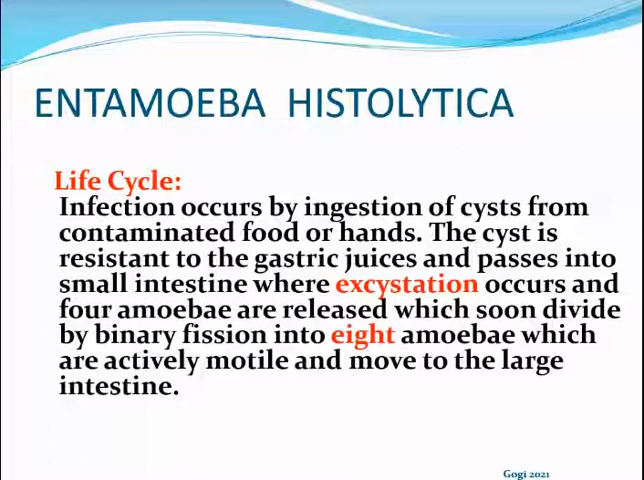 ENTAMOEBA HISTOLYTICA
Life Cycle:
Infection occurs by ingestion of cysts from
contaminated food or hands. The cyst is
resistant to the gastric juices and passes into
small intestine where excystation occurs and
four amoebae are released which soon divide
by binary fission into eight amoebae which
are actively motile and move to the large
intestine.
Gogi 2021